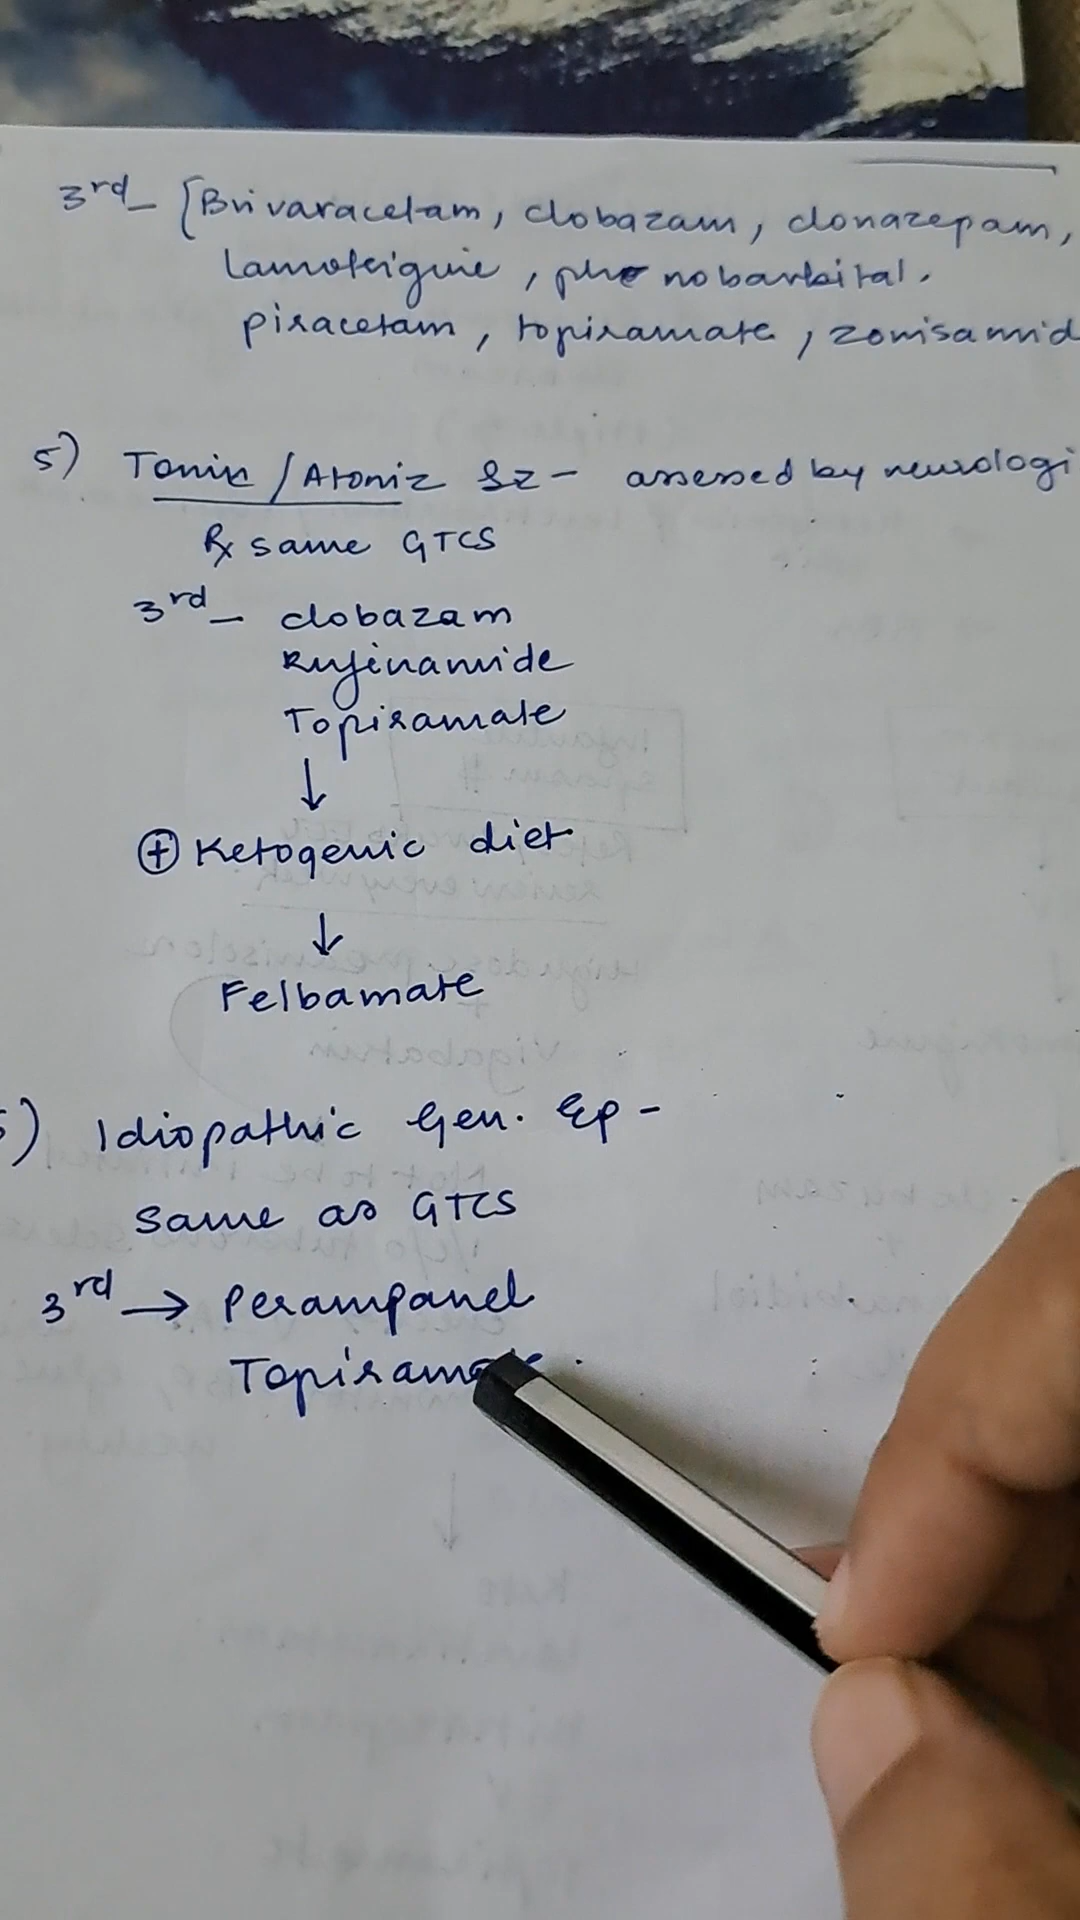 3rd - [Brivaracetam, clobazam, clonazepam,
Lamotrigine, phenobarbital.
piracetam, topiramate, zonisamid
5) Tonic / Atonic Sz - assessed by neurologi
Rx same GTCS
3rd - clobazam
Rufinamide
Topiramate
↓
⊕ Ketogenic diet
↓
Felbamate
) Idiopathic Gen. Ep -
same as GTCS
3rd → Perampanel